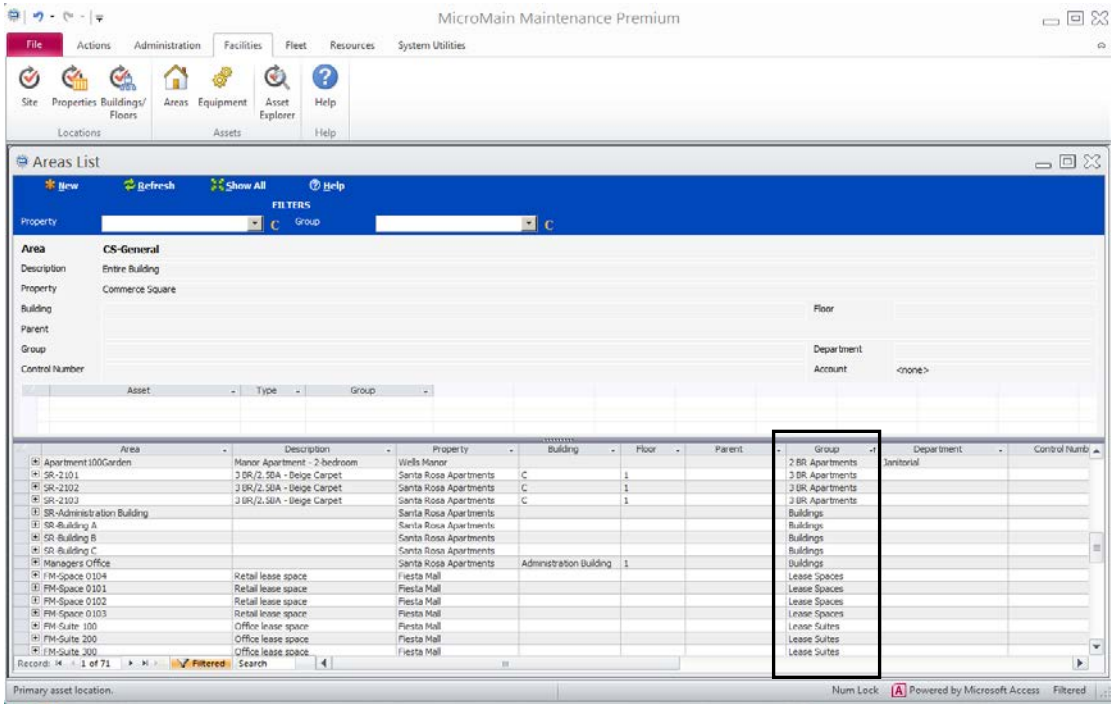 MicroMain Maintenance Premium
File Actions Administration Facilities Fleet Resources System Utilities
Site Properties Buildings/ Floors Areas Equipment Asset Explorer Help
Locations Assets Help
Areas List
New Refresh Show All Help
FILTERS
Property C Group C
Area CS-General
Description Entire Building
Property Commerce Square
Building Floor
Parent
Group Department
Control Number Account <none>
Asset Type Group
Area Description Property Building Floor Parent Group Department Control Numb
Apartment100Garden Manor Apartment - 2-bedroom Wells Manor 2 BR Apartments Janitorial
SR-2101 3 BR/2.5BA - Beige Carpet Santa Rosa Apartments C 1 3 BR Apartments
SR-2102 3 BR/2.5BA - Beige Carpet Santa Rosa Apartments C 1 3 BR Apartments
SR-2103 3 BR/2.5BA - Beige Carpet Santa Rosa Apartments C 1 3 BR Apartments
SR-Administration Building Santa Rosa Apartments Buildings
SR-Building A Santa Rosa Apartments Buildings
SR-Building B Santa Rosa Apartments Buildings
SR-Building C Santa Rosa Apartments Buildings
Managers Office Santa Rosa Apartments Administration Building 1 Buildings
FM-Space 0104 Retail lease space Fiesta Mall Lease Spaces
FM-Space 0101 Retail lease space Fiesta Mall Lease Spaces
FM-Space 0102 Retail lease space Fiesta Mall Lease Spaces
FM-Space 0103 Retail lease space Fiesta Mall Lease Spaces
FM-Suite 100 Office lease space Fiesta Mall Lease Suites
FM-Suite 200 Office lease space Fiesta Mall Lease Suites
FM-Suite 300 Office lease space Fiesta Mall Lease Suites
Record: 1 of 71 Filtered Search
Primary asset location. Num Lock A Powered by Microsoft Access Filtered